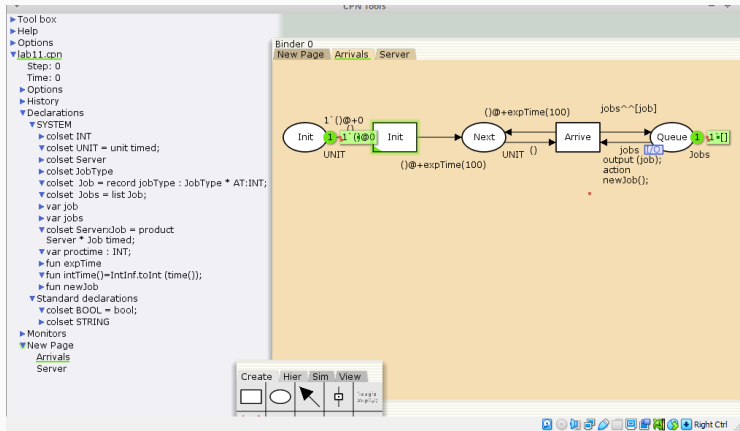 CPN Tools
Tool box
Help
Options
lab11.cpn
Step: 0
Time: 0
Options
History
Declarations
SYSTEM
colset INT
colset UNIT = unit timed;
colset Server
colset JobType
colset Job = record jobType : JobType * AT:INT;
colset Jobs = list Job;
var job
var jobs
colset ServerxJob = product
Server * Job timed;
var proctime : INT;
fun expTime
fun intTime()=IntInf.toInt (time());
fun newJob
Standard declarations
colset BOOL = bool;
colset STRING
Monitors
New Page
Arrivals
Server
Binder 0
New Page Arrivals Server
1`()@+0
()
Init
1
1`()@0
Init
UNIT
()@+expTime(100)
()@+expTime(100)
Next
UNIT
()
Arrive
jobs^^[job]
jobs
I/O
Queue
1
1`[]
Jobs
output (job);
action
newJob();
Create Hier Sim View
Right Ctrl